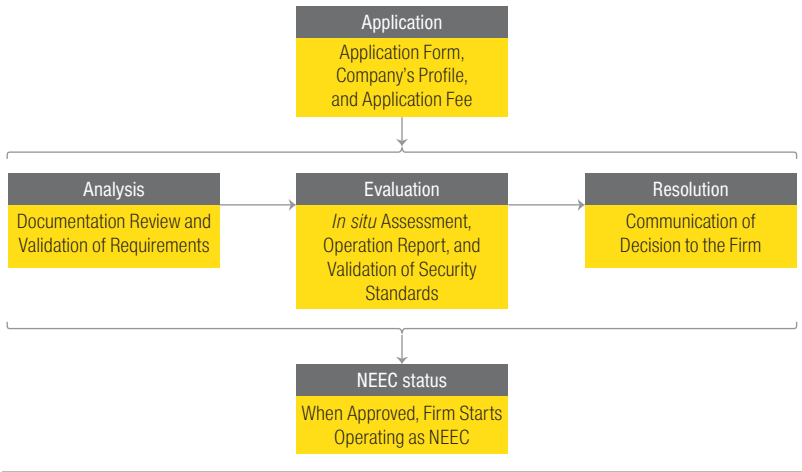 Application
Application Form,
Company's Profile,
and Application Fee
Analysis
Documentation Review and
Validation of Requirements
Evaluation
In situ Assessment,
Operation Report, and
Validation of Security
Standards
Resolution
Communication of
Decision to the Firm
NEEC status
When Approved, Firm Starts
Operating as NEEC